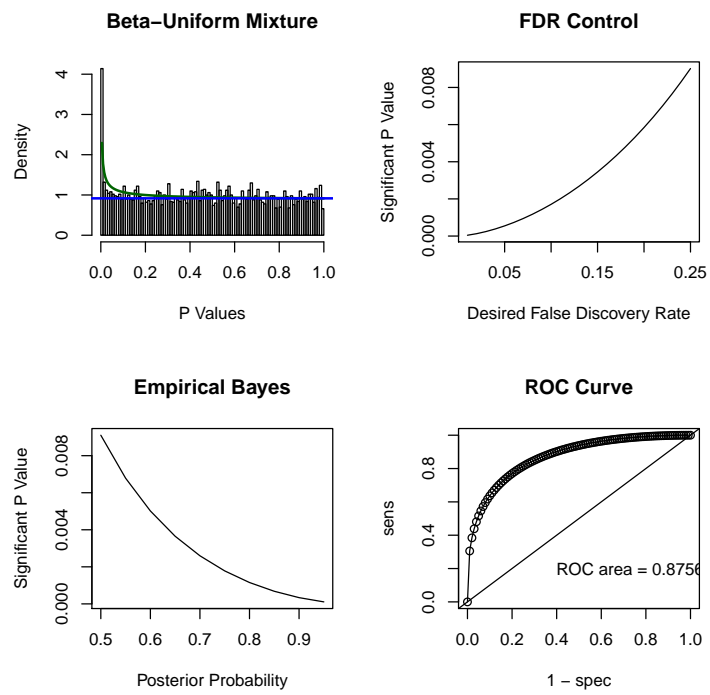 Beta−Uniform Mixture
Density
0
1
2
3
4
0.0 0.2 0.4 0.6 0.8 1.0
P Values
FDR Control
Significant P Value
0.000
0.004
0.008
0.05 0.15 0.25
Desired False Discovery Rate
Empirical Bayes
Significant P Value
0.000
0.004
0.008
0.5 0.6 0.7 0.8 0.9
Posterior Probability
ROC Curve
sens
0.0
0.4
0.8
ROC area = 0.8756
0.0 0.2 0.4 0.6 0.8 1.0
1 − spec